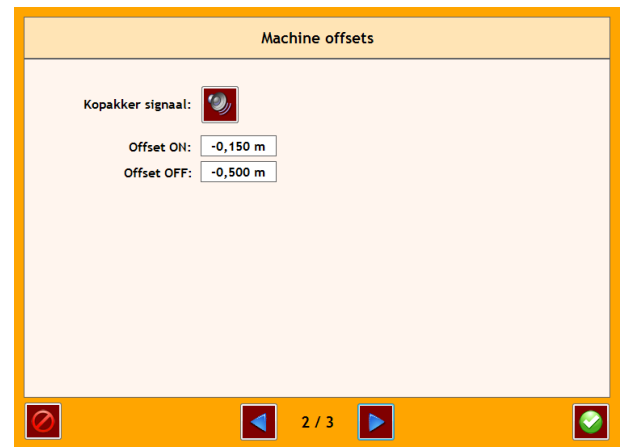 Machine offsets
Kopakker signaal:
Offset ON: -0,150 m
Offset OFF: -0,500 m
2 / 3